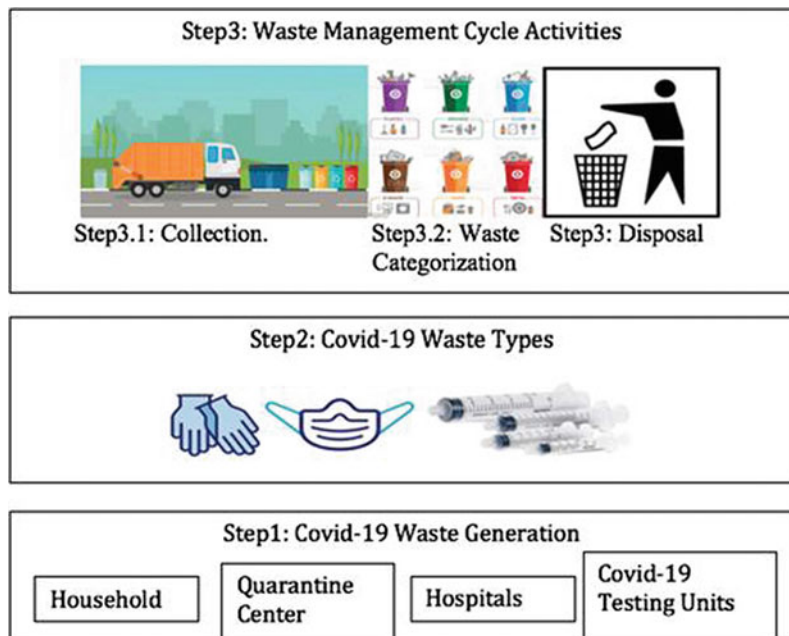 Step3: Waste Management Cycle Activities
Step3.1: Collection.
Step3.2: Waste
Categorization
Step3: Disposal
Step2: Covid-19 Waste Types
Step1: Covid-19 Waste Generation
Household
Quarantine
Center
Hospitals
Covid-19
Testing Units